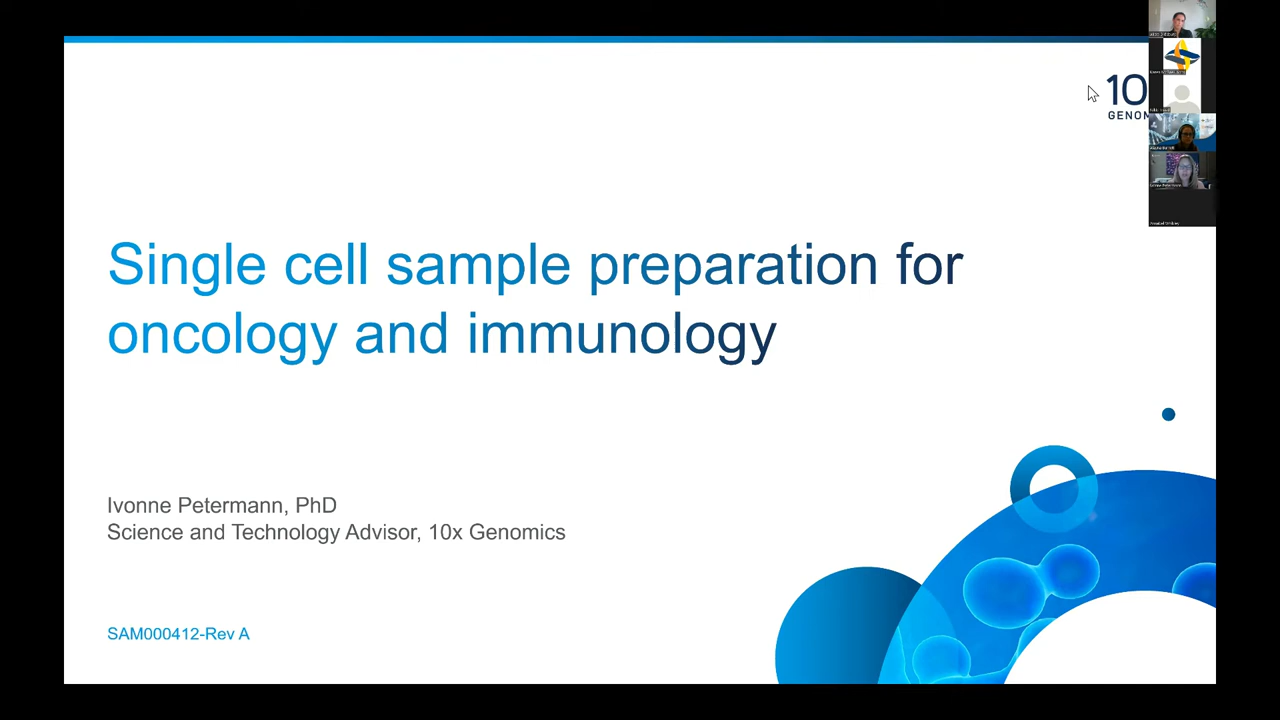 10
GENOM
Single cell sample preparation for
oncology and immunology
Ivonne Petermann, PhD
Science and Technology Advisor, 10x Genomics
SAM000412-Rev A